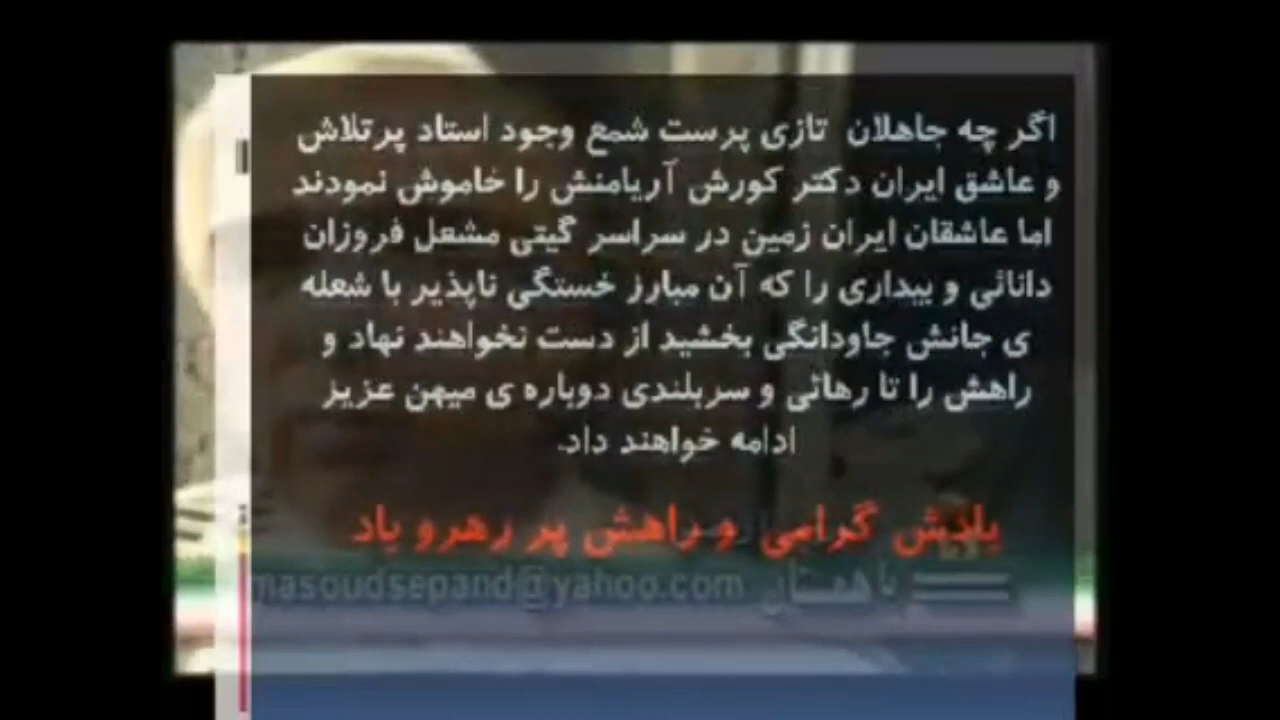 اگر چه جاهلان تازی پرست شمع وجود استاد پرتلاش
و عاشق ایران دکتر کورش آریامنش را خاموش نمودند
اما عاشقان ایران زمین در سراسر گیتی مشعل فروزان
دانائی و بیداری را که آن مبارز خستگی ناپذیر با شعله
ی جانش جاودانگی بخشید از دست نخواهند نهاد و
راهش را تا رهائی و سربلندی دوباره ی میهن عزیز
ادامه خواهند داد.
یادش گرامی و راهش پر رهرو باد
masoudsepand@yahoo.com